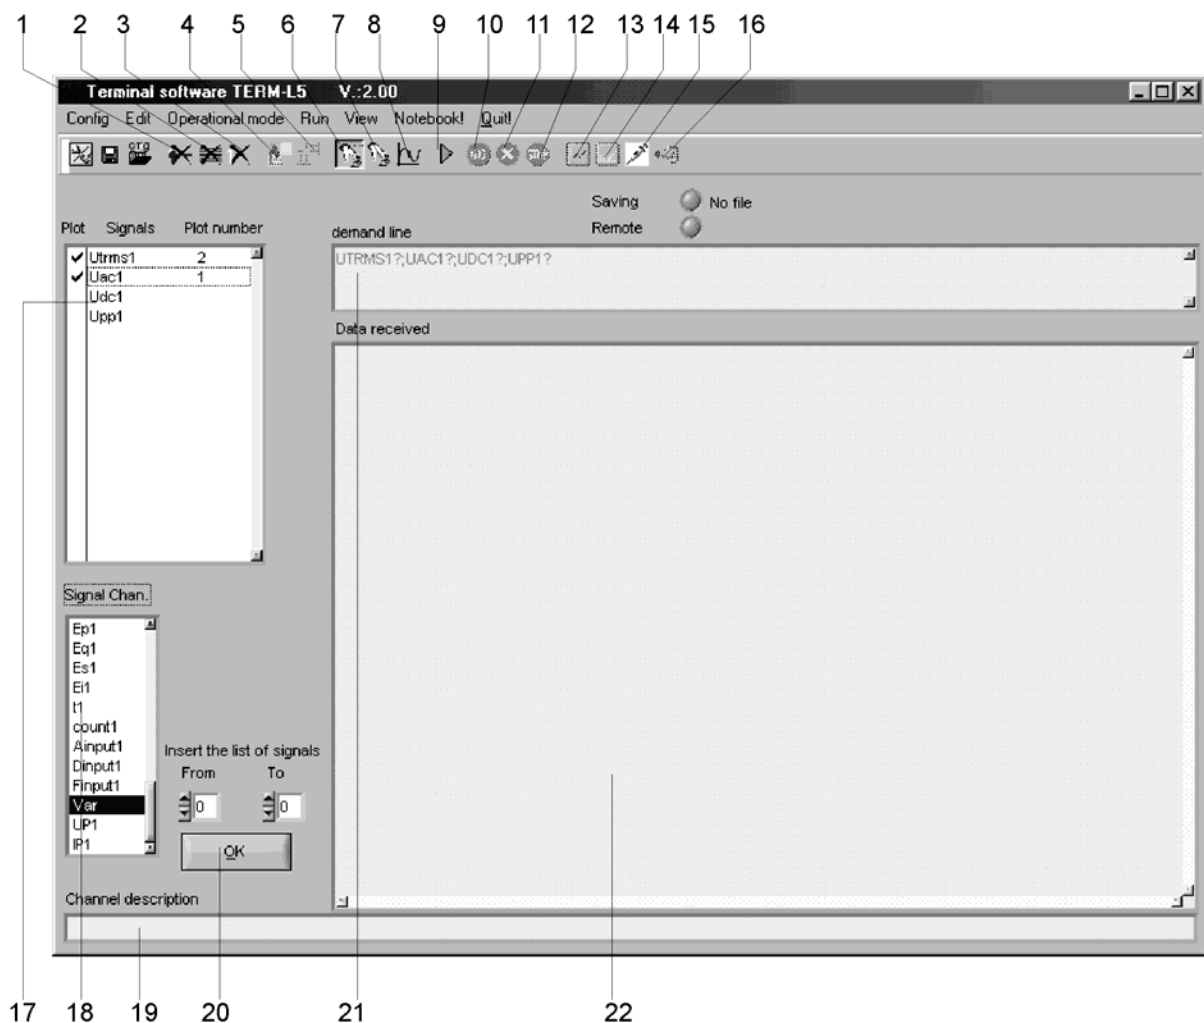 1 2 3 4 5 6 7 8 9 10 11 12 13 14 15 16
Terminal software TERM-L5 V.:2.00
Config Edit Operational mode Run View Notebook! Quit!
Saving No file
Remote
Plot Signals Plot number
Utrms1 2
Uac1 1
Udc1
Upp1
demand line
UTRMS1?;UAC1?;UDC1?;UPP1?
Data received
Signal Chan.
Ep1
Eq1
Es1
Ei1
t1
count1
Ainput1
Dinput1
Finput1
Var
UP1
IP1
Insert the list of signals
From To
0 0
OK
Channel description
17 18 19 20 21 22